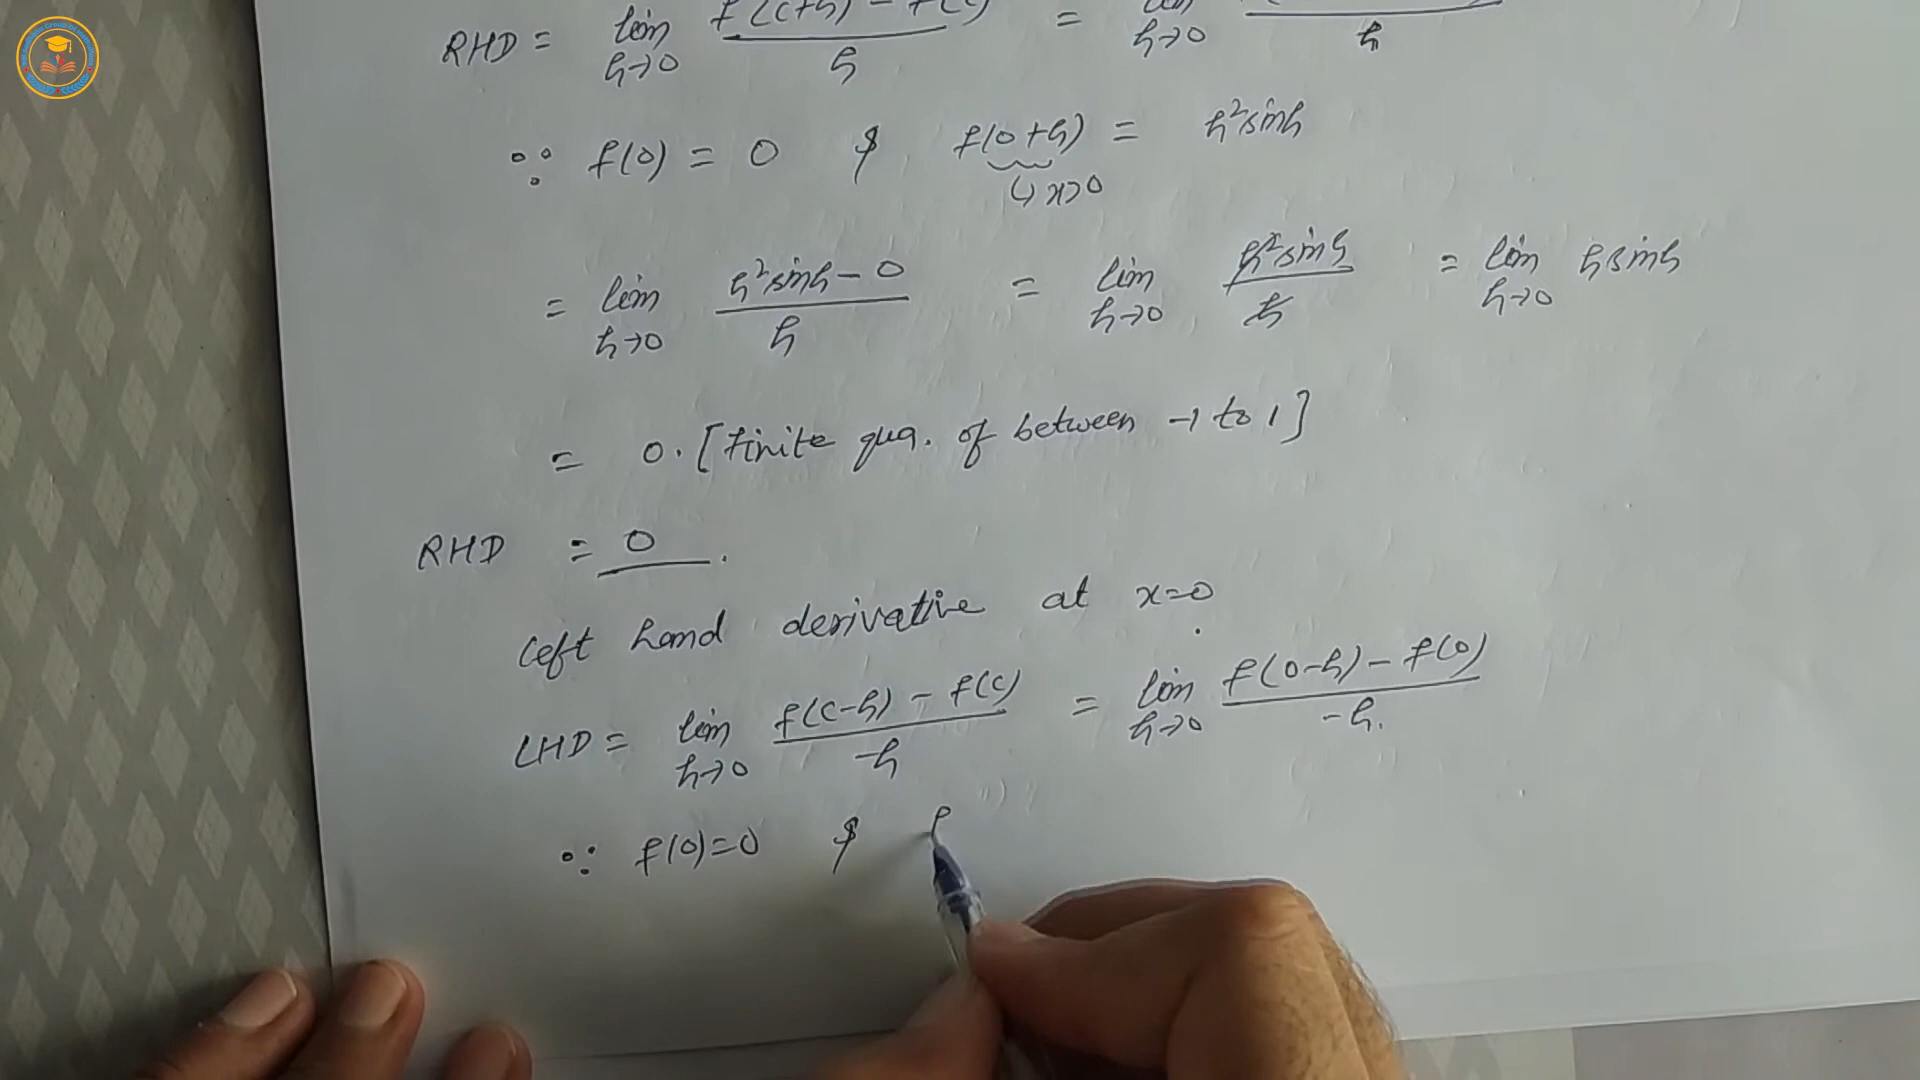 RHD = lim h→0 f(c+h) - f(c) / h = lim h→0 / h
∵ f(0) = 0 & f(0+h) = h²sinh
↳ x>0
= lim h→0 h²sinh - 0 / h = lim h→0 h²sinh / h = lim h→0 hsinh
= 0. [finite qua. of between -1 to 1]
RHD = 0.
Left hand derivative at x=0
LHD = lim h→0 f(c-h) - f(c) / -h = lim h→0 f(0-h) - f(0) / -h.
∵ f(0)=0 & f